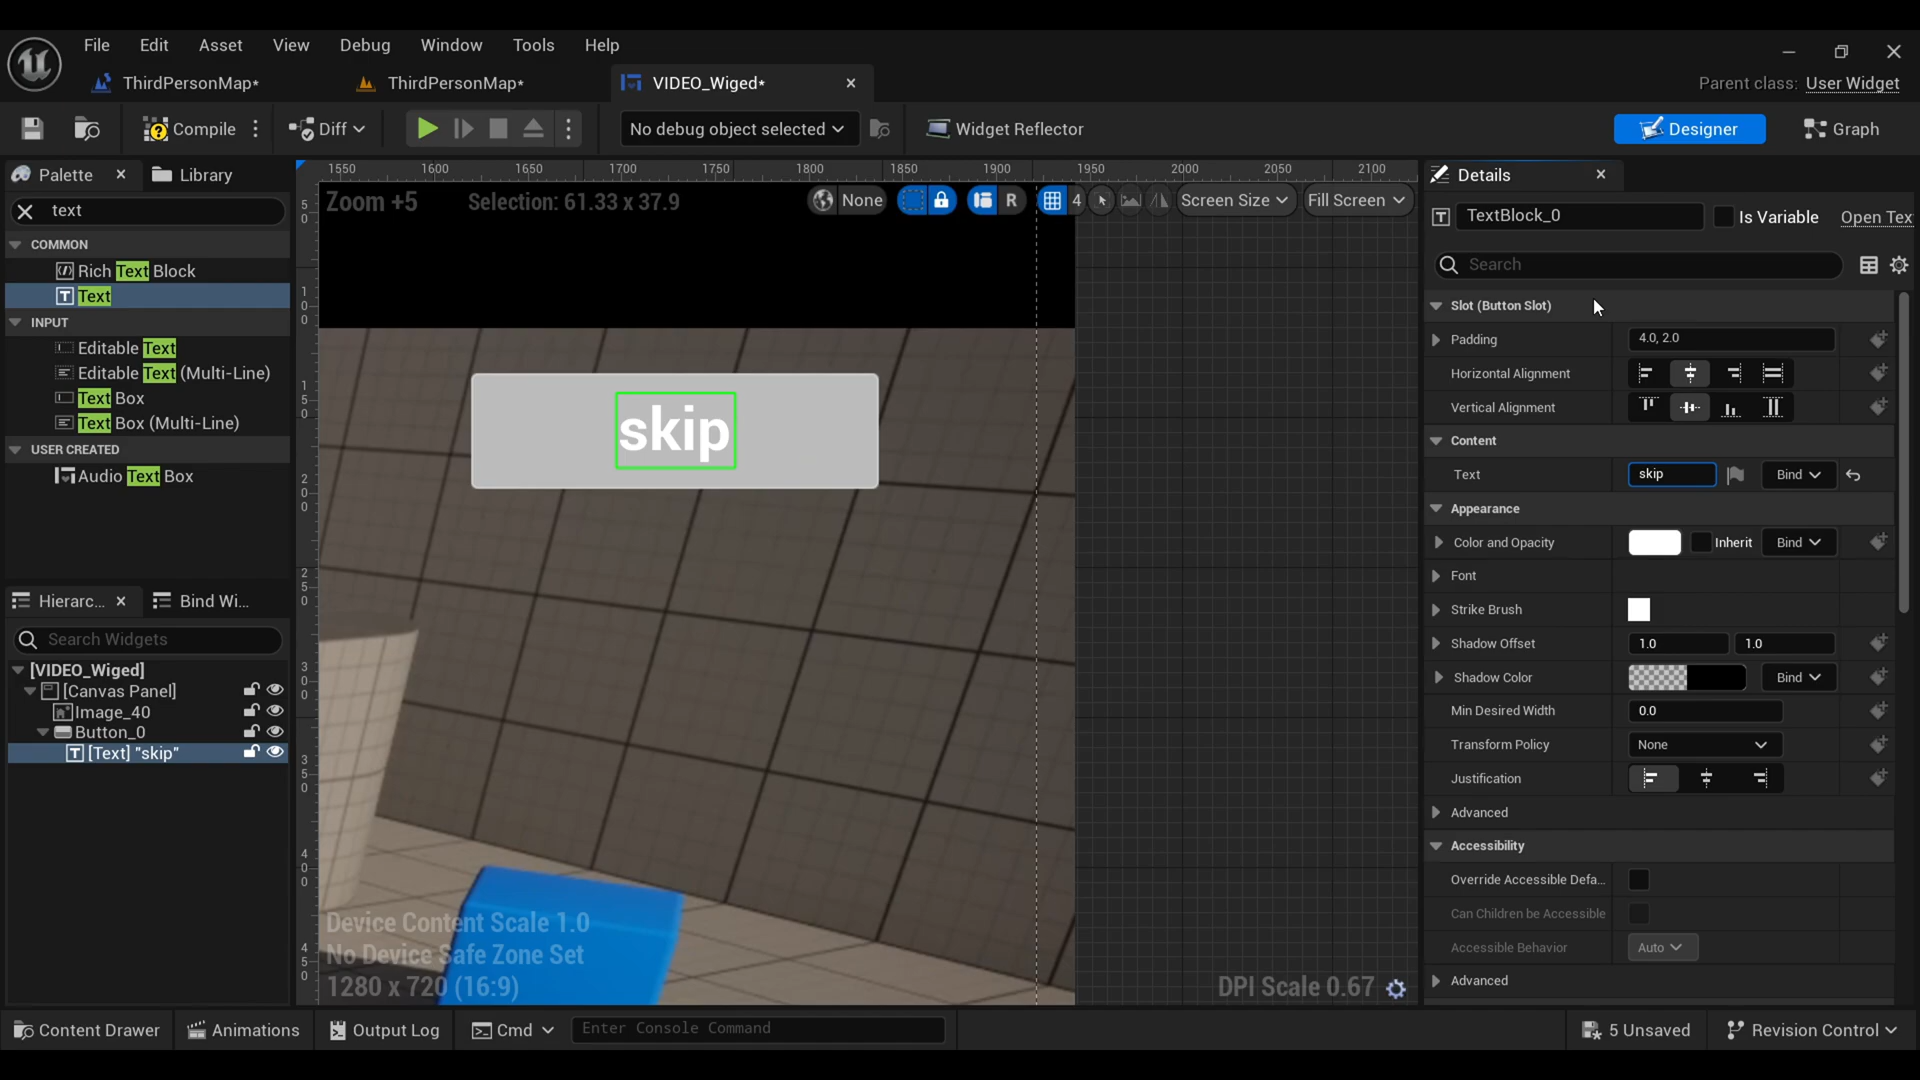 File Edit Asset View Debug Window Tools Help
ThirdPersonMap* ThirdPersonMap* VIDEO_Wiged* Parent class: User Widget
Compile Diff No debug object selected Widget Reflector Designer Graph
Palette Library
text
COMMON
Rich Text Block
Text
INPUT
Editable Text
Editable Text (Multi-Line)
Text Box
Text Box (Multi-Line)
USER CREATED
Audio Text Box
Hierarc... Bind Wi...
Search Widgets
[VIDEO_Wiged]
[Canvas Panel]
Image_40
Button_0
[Text] "skip"
1550 1600 1650 1700 1750 1800 1850 1900 1950 2000 2050 2100
Zoom +5 Selection: 61.33 x 37.9 None R 4 Screen Size Fill Screen
50
100
150
200
250
300
350
400
450
skip
Device Content Scale 1.0
No Device Safe Zone Set
1280 x 720 (16:9) DPI Scale 0.67
Details
TextBlock_0 Is Variable Open Tex
Search
Slot (Button Slot)
Padding 4.0, 2.0
Horizontal Alignment
Vertical Alignment
Content
Text skip Bind
Appearance
Color and Opacity Inherit Bind
Font
Strike Brush
Shadow Offset 1.0 1.0
Shadow Color Bind
Min Desired Width 0.0
Transform Policy None
Justification
Advanced
Accessibility
Override Accessible Defa...
Can Children be Accessible
Accessible Behavior Auto
Advanced
Content Drawer Animations Output Log Cmd Enter Console Command 5 Unsaved Revision Control